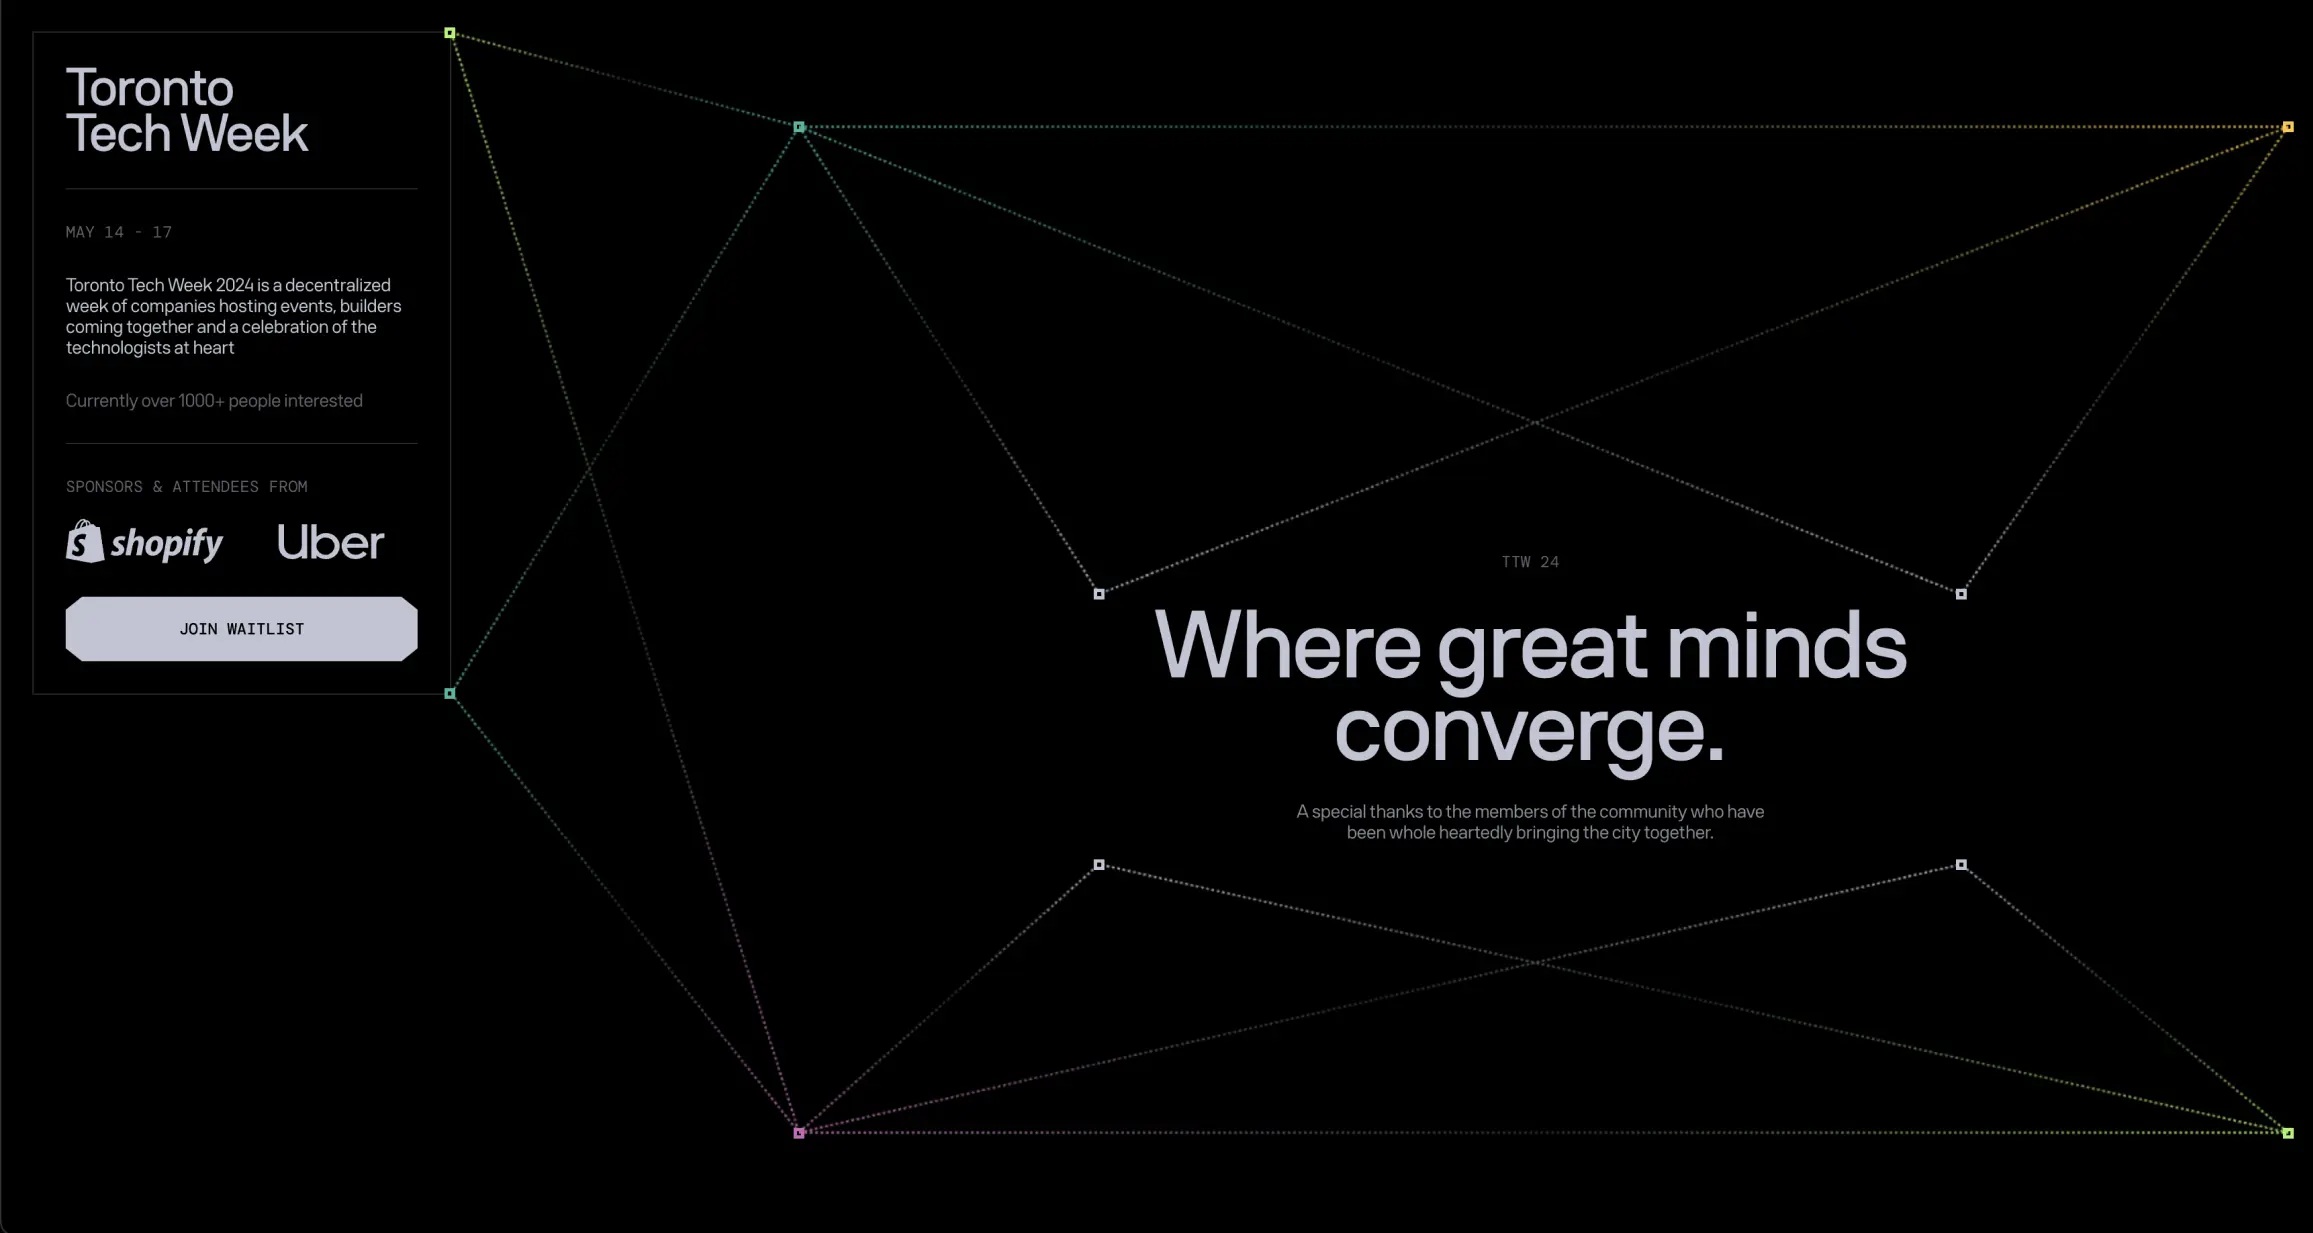 Toronto
Tech Week
MAY 14 - 17
Toronto Tech Week 2024 is a decentralized
week of companies hosting events, builders
coming together and a celebration of the
technologists at heart
Currently over 1000+ people interested
SPONSORS & ATTENDEES FROM
shopify Uber
JOIN WAITLIST
TTW 24
Where great minds
converge.
A special thanks to the members of the community who have
been whole heartedly bringing the city together.